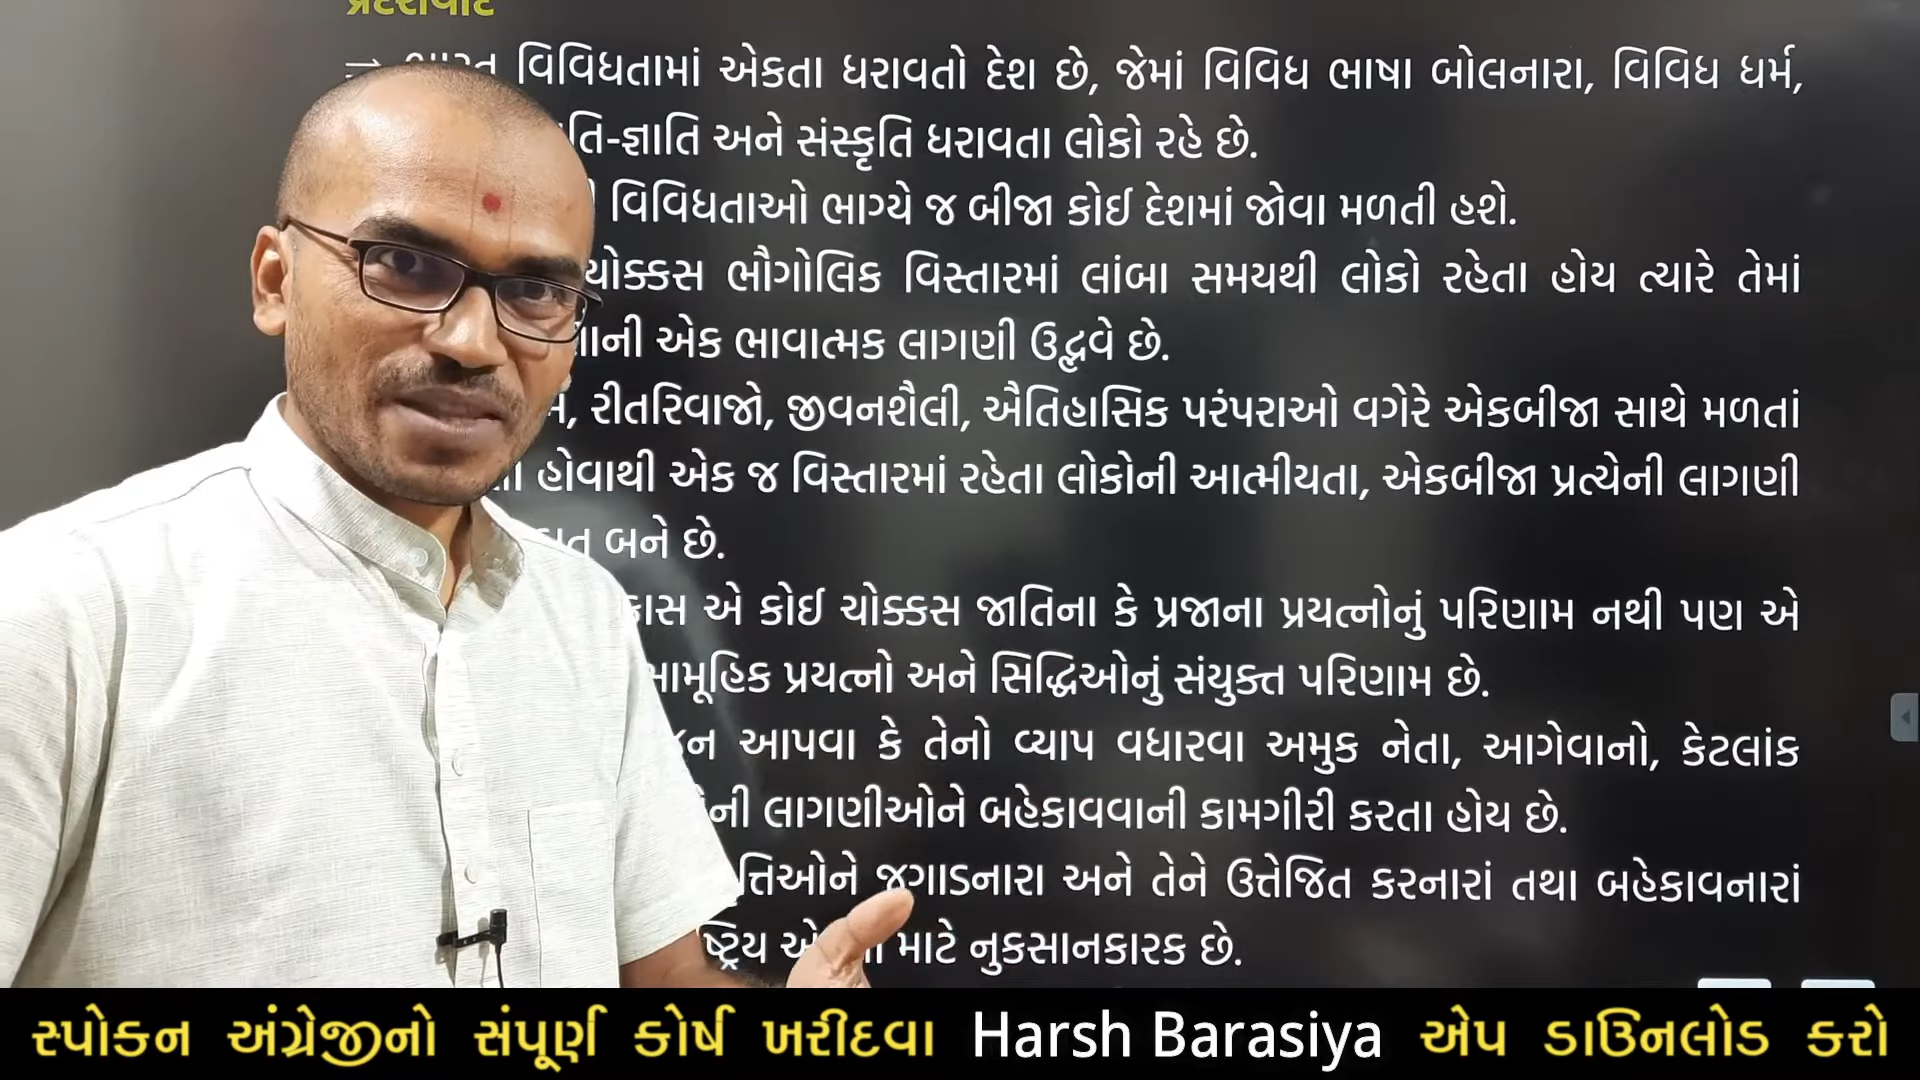 વિવિધતામાં એકતા ધરાવતો દેશ છે, જેમાં વિવિધ ભાષા બોલનારા, વિવિધ ધર્મ,
અને સંસ્કૃતિ ધરાવતા લોકો રહે છે.
વિવિધતાઓ ભાગ્યે જ બીજા કોઈ દેશમાં જોવા મળતી હશે.
ચોક્કસ ભૌગોલિક વિસ્તારમાં લાંબા સમયથી લોકો રહેતા હોય ત્યારે તેમાં
એક ભાવાત્મક લાગણી ઉદ્ભવે છે.
રીતરિવાજો, જીવનશૈલી, ઐતિહાસિક પરંપરાઓ વગેરે એકબીજા સાથે મળતાં
હોવાથી એક જ વિસ્તારમાં રહેતા લોકોની આત્મીયતા, એકબીજા પ્રત્યેની લાગણી
બને છે.
એ કોઈ ચોક્કસ જાતિના કે પ્રજાના પ્રયત્નોનું પરિણામ નથી પણ એ
સામૂહિક પ્રયત્નો અને સિદ્ધિઓનું સંયુક્ત પરિણામ છે.
આપવા કે તેનો વ્યાપ વધારવા અમુક નેતા, આગેવાનો, કેટલાંક
લાગણીઓને બહેકાવવાની કામગીરી કરતા હોય છે.
જગાડનારા અને તેને ઉત્તેજિત કરનારાં તથા બહેકાવનારાં
માટે નુકસાનકારક છે.
સ્પોકન અંગ્રેજીનો સંપૂર્ણ કોર્ષ ખરીદવા Harsh Barasiya એપ ડાઉનલોડ કરો